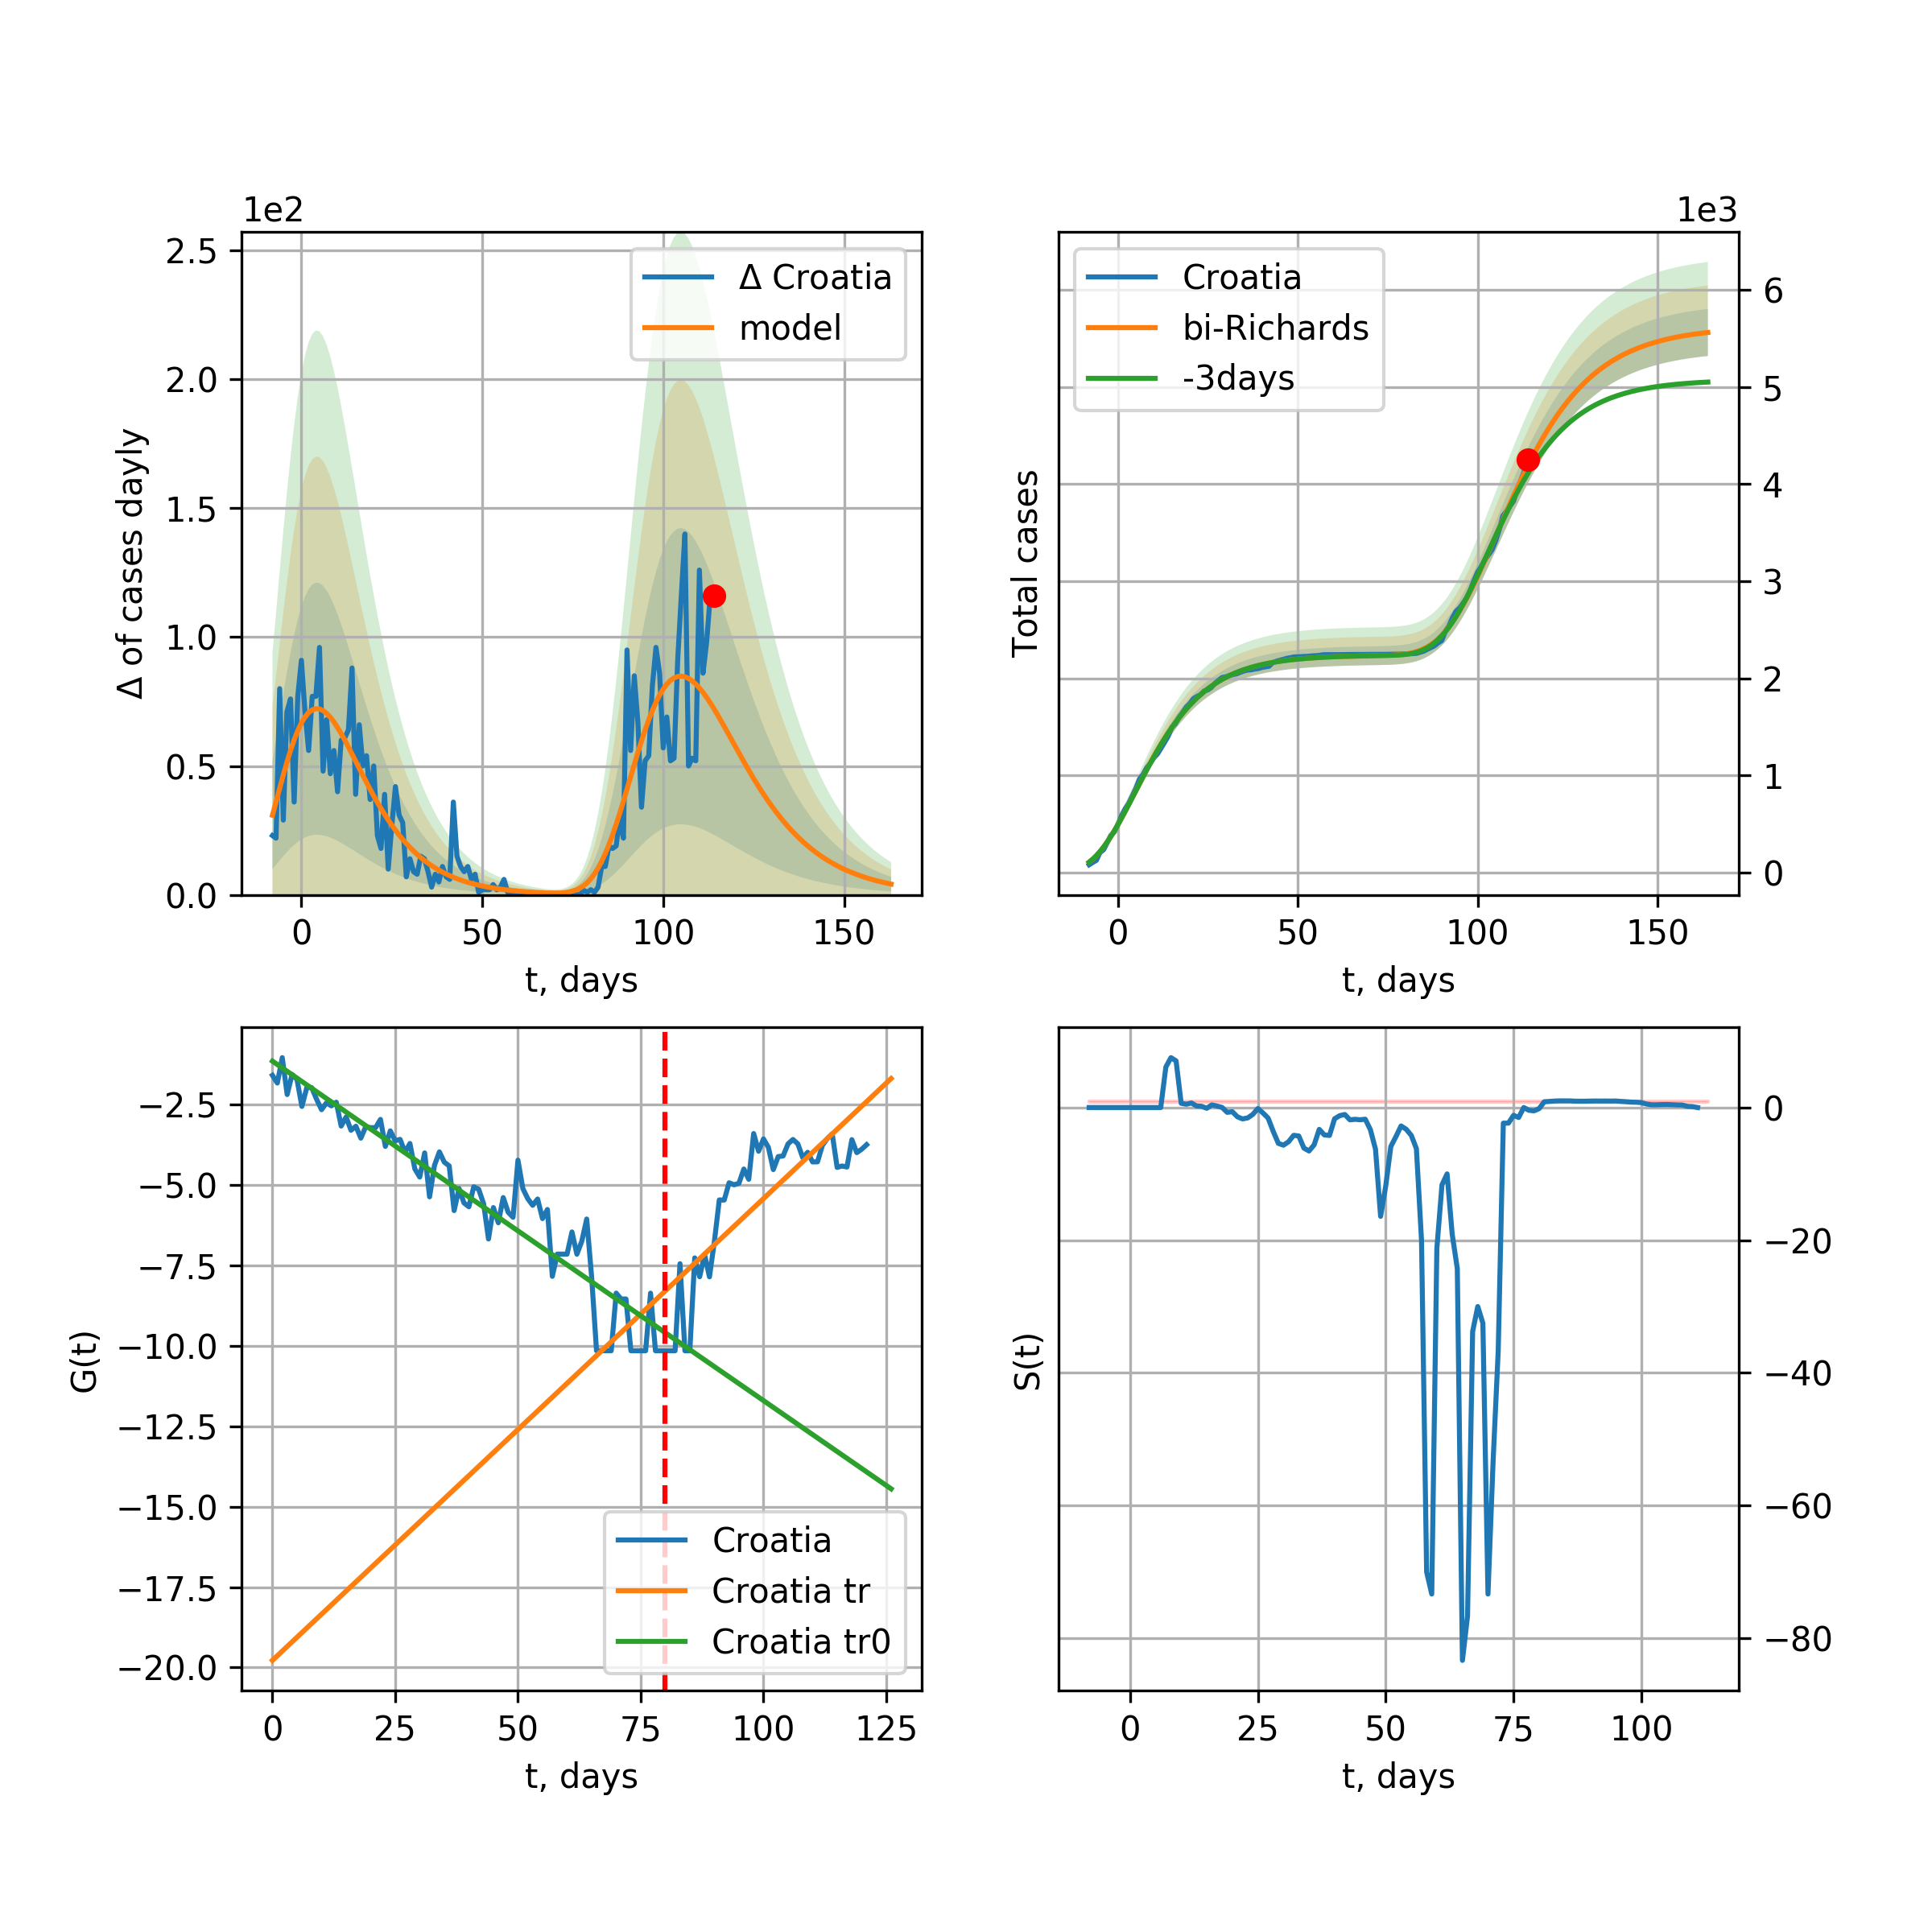 1e2
2.5
2.0
1.5
1.0
0.5
0.0
Δ of cases dayly
Δ Croatia
model
0 50 100 150
t, days
1e3
6
5
4
3
2
1
0
Total cases
Croatia
bi-Richards
-3days
0 50 100 150
t, days
−2.5
−5.0
−7.5
−10.0
−12.5
−15.0
−17.5
−20.0
G(t)
Croatia
Croatia tr
Croatia tr0
0 25 50 75 100 125
t, days
0
−20
−40
−60
−80
S(t)
0 25 50 75 100
t, days